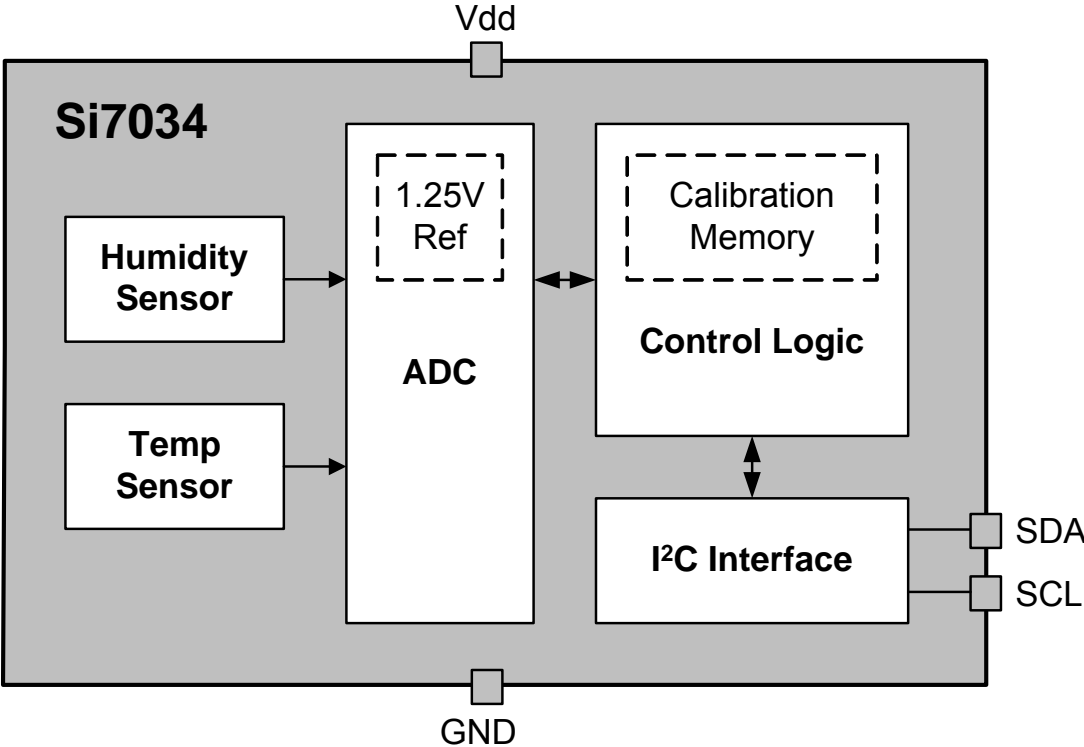 Vdd
Si7034
1.25V
Ref
Calibration
Memory
Humidity
Sensor
Control Logic
ADC
Temp
Sensor
I²C Interface
SDA
SCL
GND